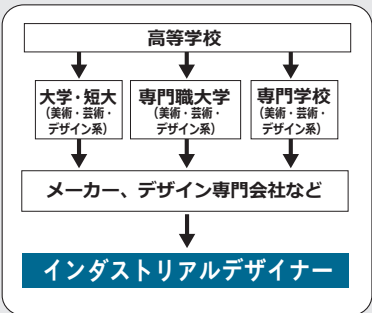 高等学校
大学・短大
（美術・芸術・
デザイン系）
専門職大学
（美術・芸術・
デザイン系）
専門学校
（美術・芸術・
デザイン系）
メーカー、デザイン専門会社など
インダストリアルデザイナー